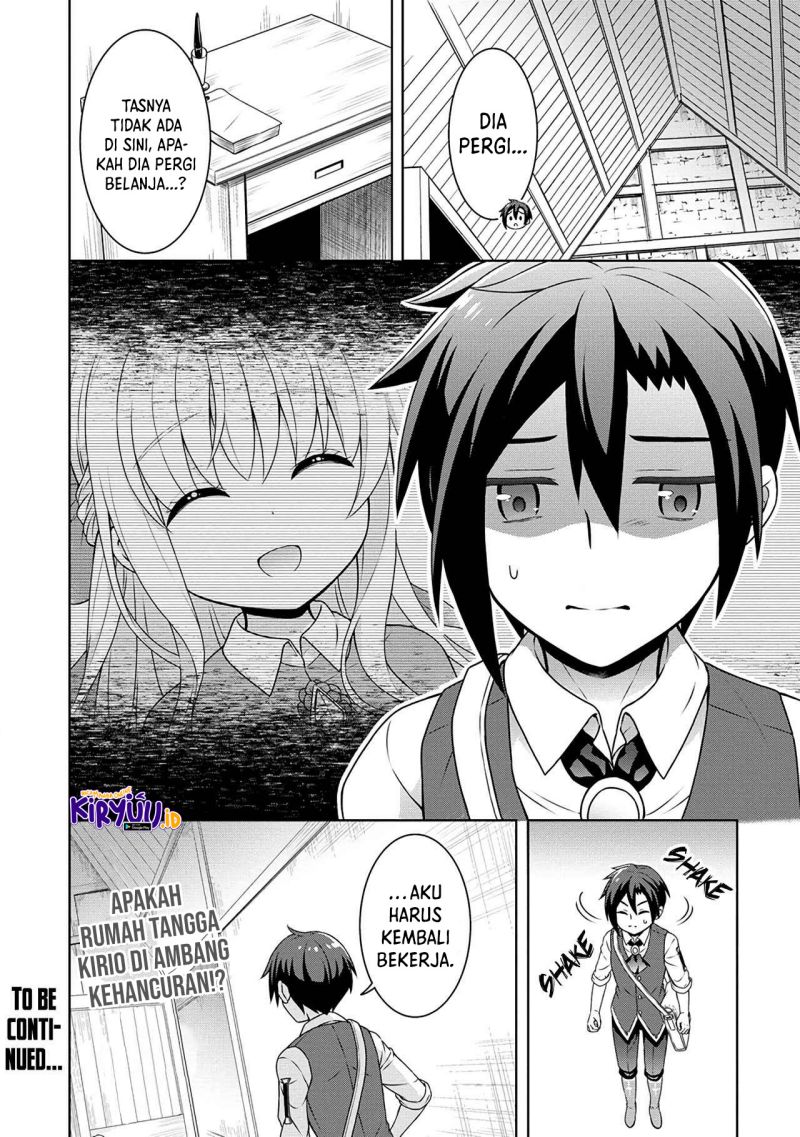 TASNYA
TIDAK ADA
DI SINI, APA-
KAH DIA PERGI
BELANJA...?
DIA
PERGI...
KIRYUU.ID
APAKAH
RUMAH TANGGA
KIRIO DI AMBANG
KEHANCURAN!?
...AKU
HARUS
KEMBALI
BEKERJA.
SHAKE
SHAKE
TO BE
CONTI-
NUED...